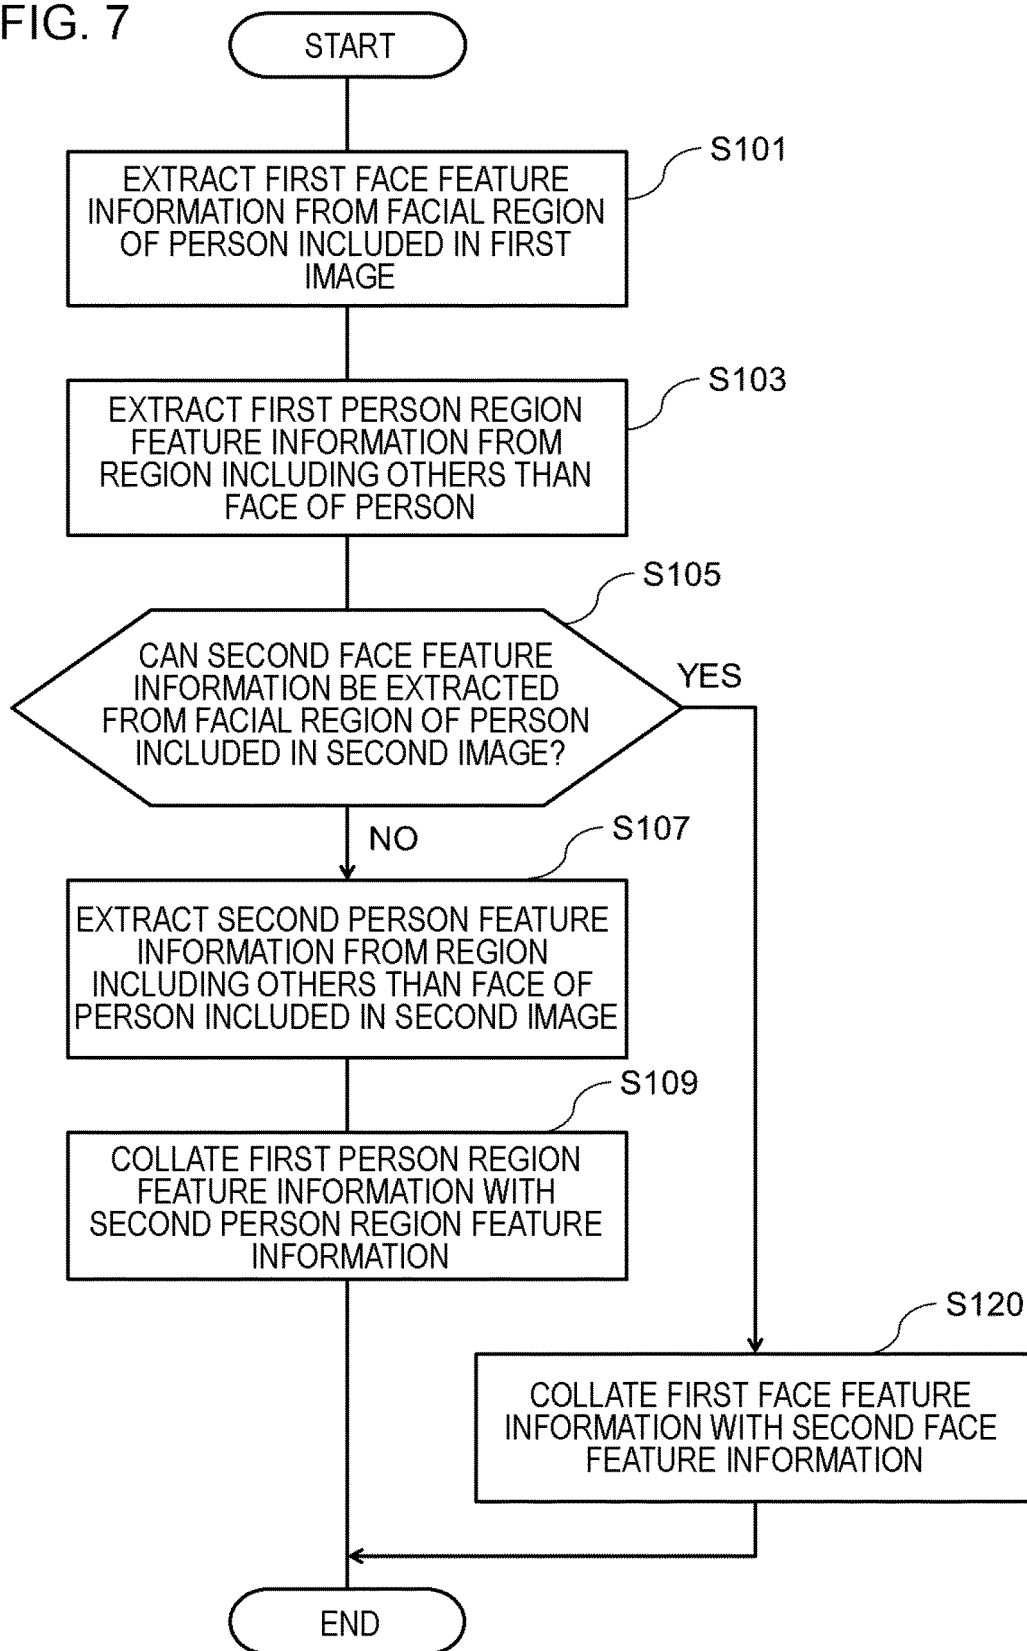 FIG. 7
START
S101
EXTRACT FIRST FACE FEATURE
INFORMATION FROM FACIAL REGION
OF PERSON INCLUDED IN FIRST
IMAGE
S103
EXTRACT FIRST PERSON REGION
FEATURE INFORMATION FROM
REGION INCLUDING OTHERS THAN
FACE OF PERSON
S105
CAN SECOND FACE FEATURE
INFORMATION BE EXTRACTED
FROM FACIAL REGION OF PERSON
INCLUDED IN SECOND IMAGE?
YES
NO
S107
EXTRACT SECOND PERSON FEATURE
INFORMATION FROM REGION
INCLUDING OTHERS THAN FACE OF
PERSON INCLUDED IN SECOND IMAGE
S109
COLLATE FIRST PERSON REGION
FEATURE INFORMATION WITH
SECOND PERSON REGION FEATURE
INFORMATION
S120
COLLATE FIRST FACE FEATURE
INFORMATION WITH SECOND FACE
FEATURE INFORMATION
END